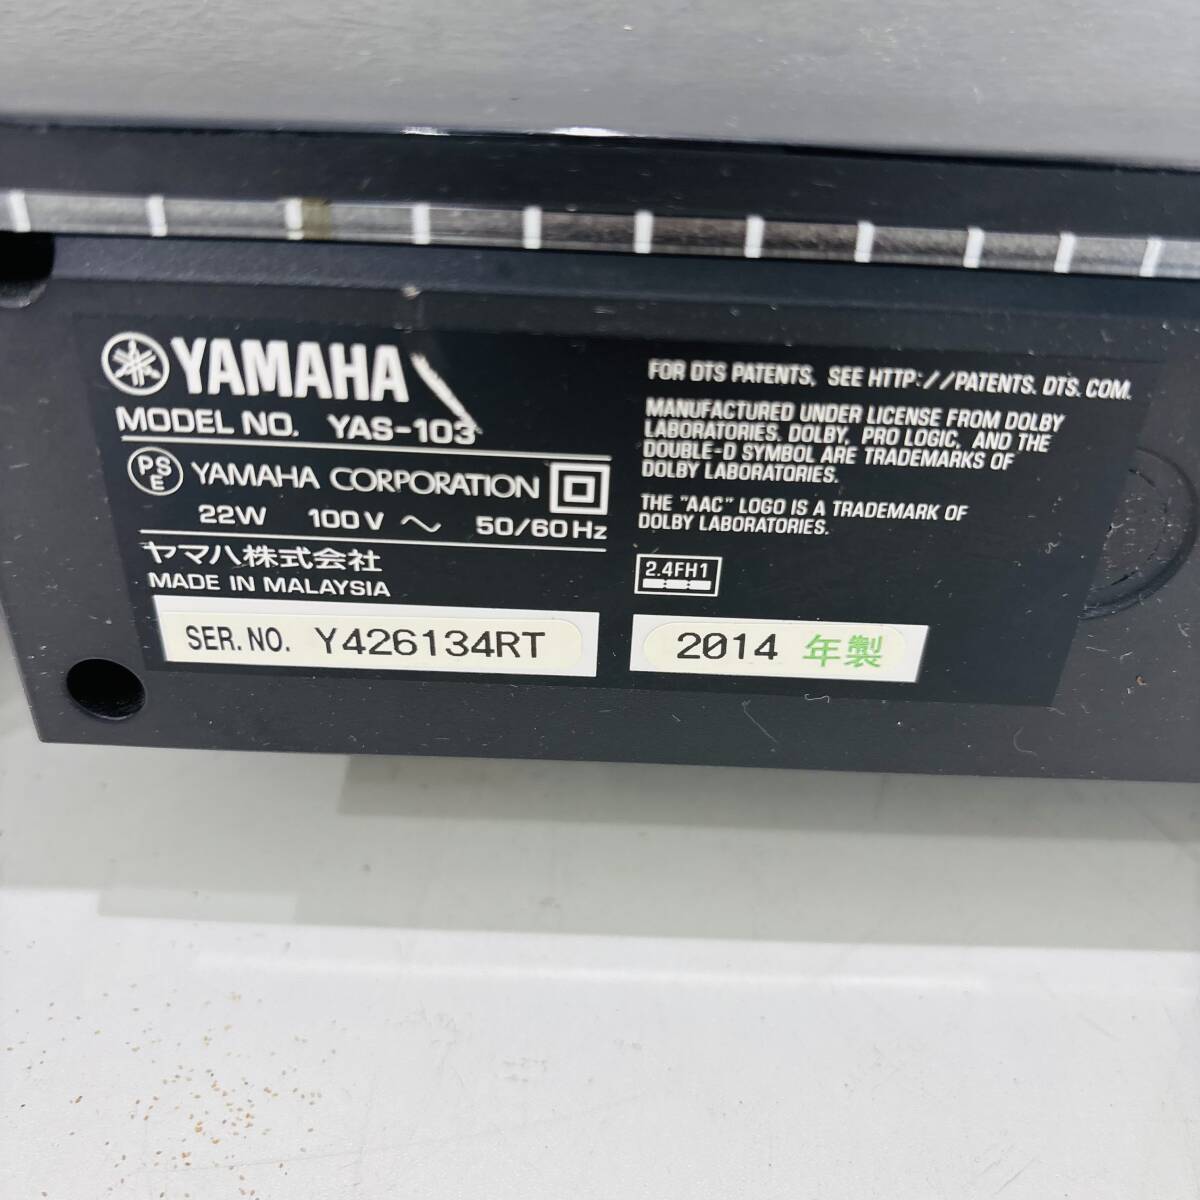 YAMAHA
MODEL NO. YAS-103
PSE YAMAHA CORPORATION
22W 100V ～ 50/60Hz
ヤマハ株式会社
MADE IN MALAYSIA
SER. NO. Y426134RT
FOR DTS PATENTS, SEE HTTP://PATENTS. DTS. COM.
MANUFACTURED UNDER LICENSE FROM DOLBY
LABORATORIES. DOLBY, PRO LOGIC, AND THE
DOUBLE-D SYMBOL ARE TRADEMARKS OF
DOLBY LABORATORIES.
THE "AAC" LOGO IS A TRADEMARK OF
DOLBY LABORATORIES.
2.4FH1
2014 年製